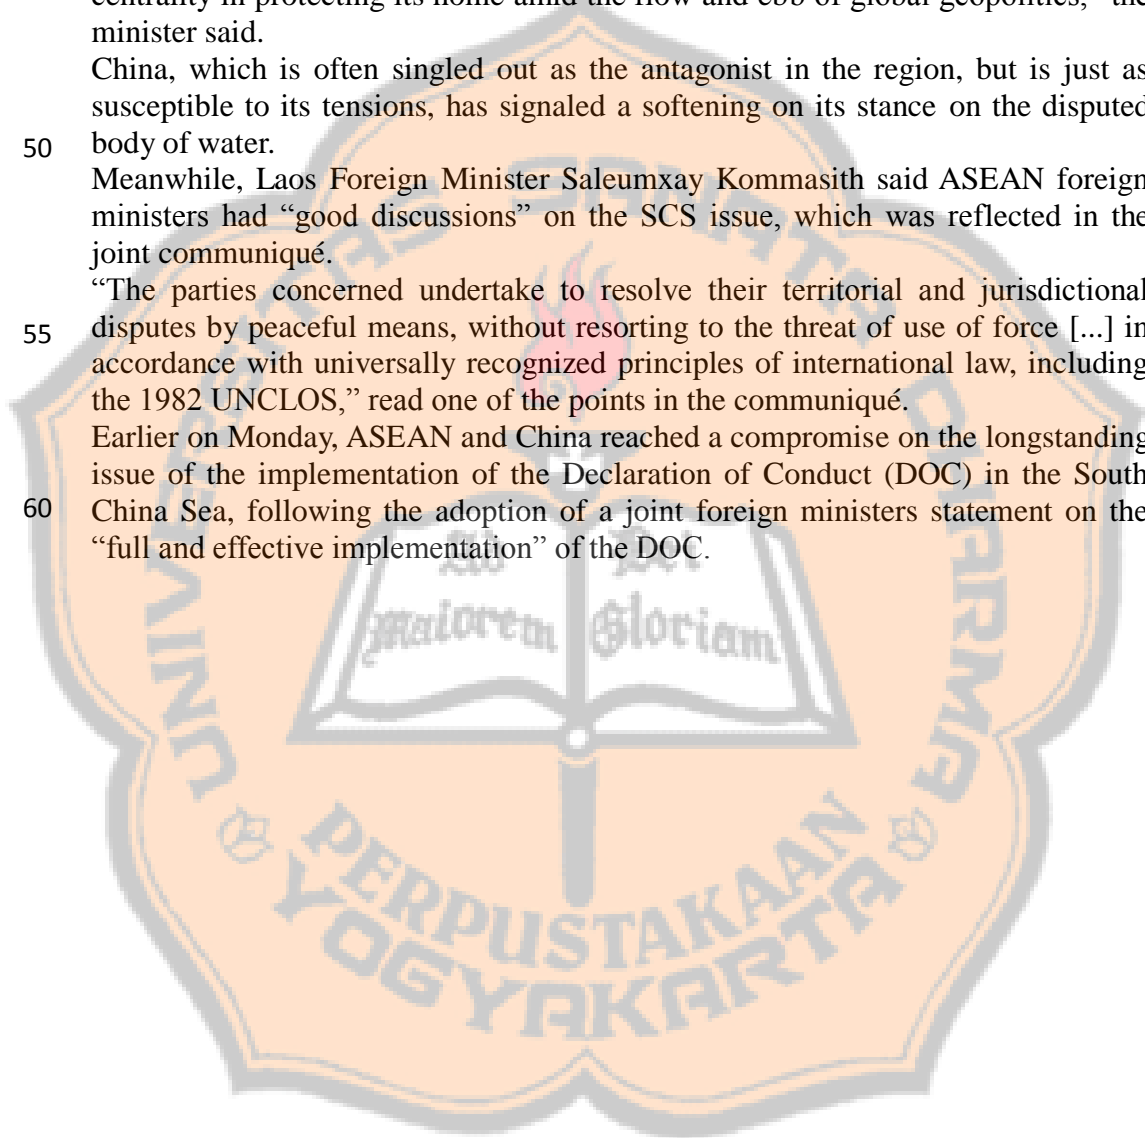 centrality in protecting its home amid the flow and ebb of global geopolitics,” the
minister said.
China, which is often singled out as the antagonist in the region, but is just as
susceptible to its tensions, has signaled a softening on its stance on the disputed
50 body of water.
Meanwhile, Laos Foreign Minister Saleumxay Kommasith said ASEAN foreign
ministers had “good discussions” on the SCS issue, which was reflected in the
joint communiqué.
“The parties concerned undertake to resolve their territorial and jurisdictional
55 disputes by peaceful means, without resorting to the threat of use of force [...] in
accordance with universally recognized principles of international law, including
the 1982 UNCLOS,” read one of the points in the communiqué.
Earlier on Monday, ASEAN and China reached a compromise on the longstanding
issue of the implementation of the Declaration of Conduct (DOC) in the South
60 China Sea, following the adoption of a joint foreign ministers statement on the
“full and effective implementation” of the DOC.
UNIVERSITAS SANATA DHARMA
Ad Dei
Maiorem Gloriam
PERPUSTAKAAN
YOGYAKARTA